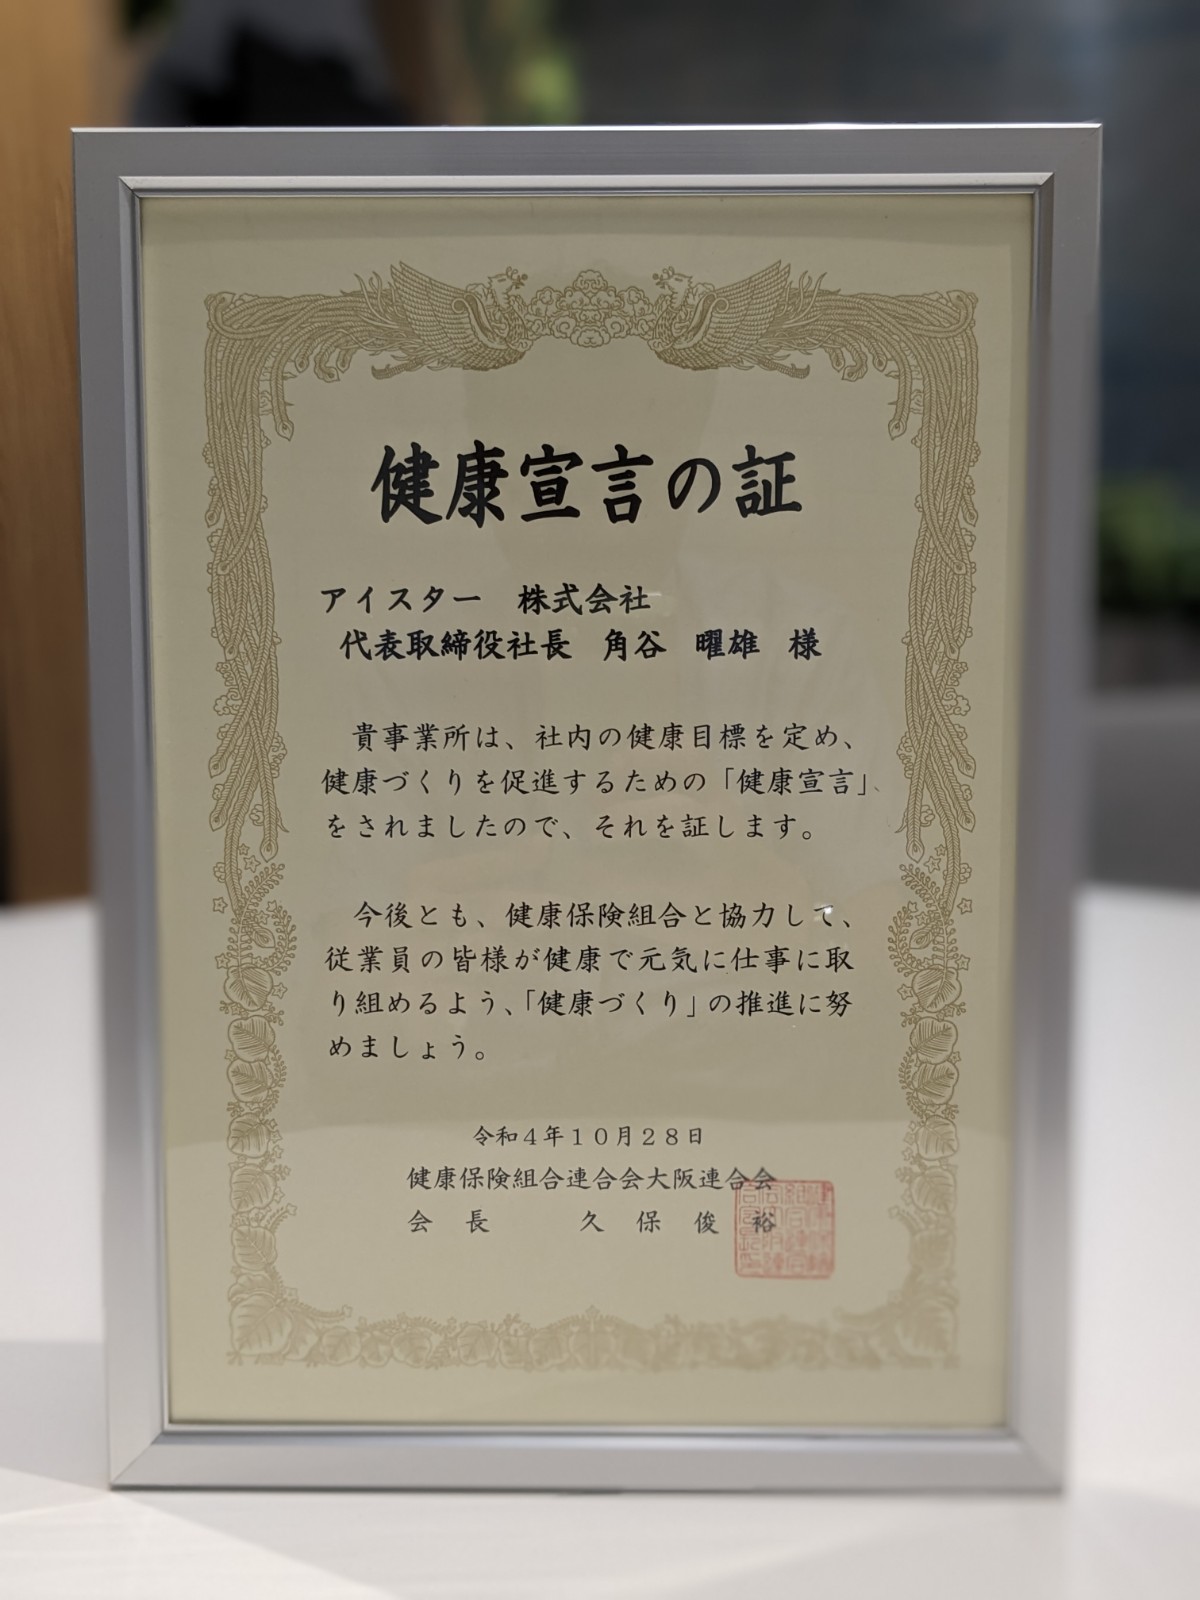 健康宣言の証
アイスター　株式会社
代表取締役社長　角谷　曜雄　様
貴事業所は、社内の健康目標を定め、
健康づくりを促進するための「健康宣言」
をされましたので、それを証します。
今後とも、健康保険組合と協力して、
従業員の皆様が健康で元気に仕事に取
り組めるよう、「健康づくり」の推進に努
めましょう。
令和４年１０月２８日
健康保険組合連合会大阪連合会
会　長　　　久　保　俊　裕